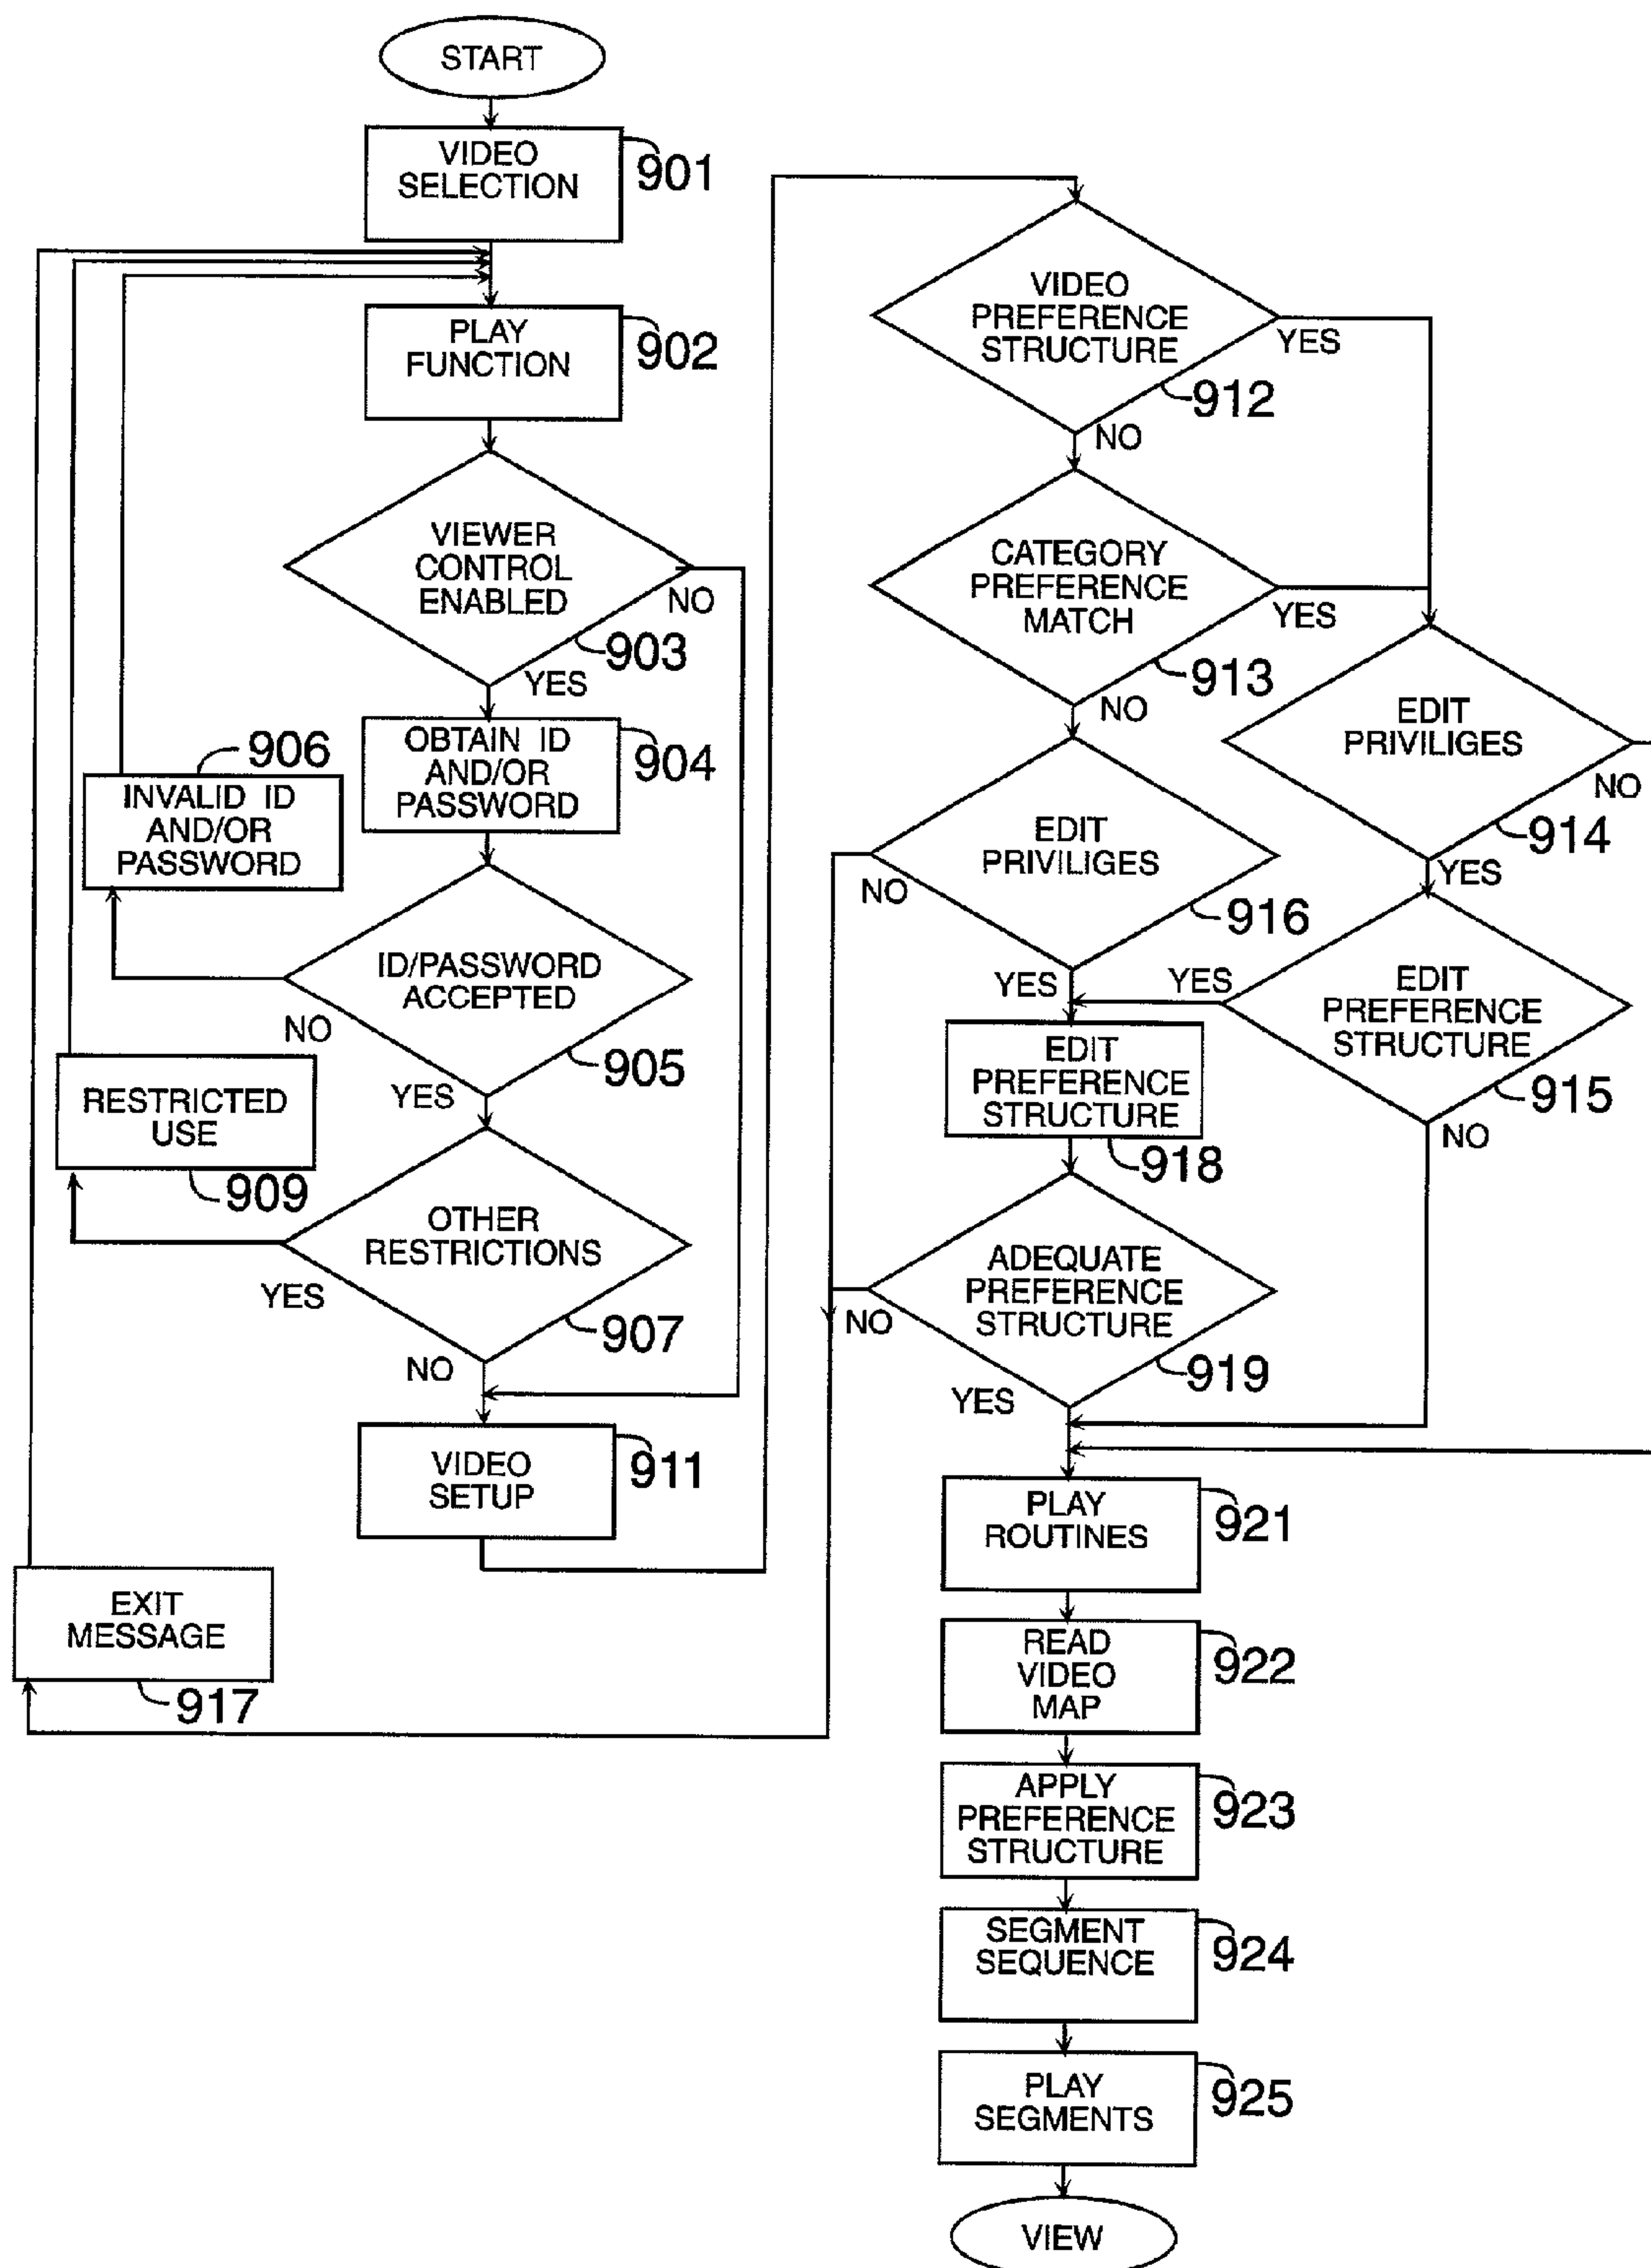 START
VIDEO
SELECTION
901
PLAY
FUNCTION
902
VIEWER
CONTROL
ENABLED
NO
903
YES
OBTAIN ID
AND/OR
PASSWORD
904
906
INVALID ID
AND/OR
PASSWORD
ID/PASSWORD
ACCEPTED
NO
905
YES
RESTRICTED
USE
909
OTHER
RESTRICTIONS
YES
907
NO
VIDEO
SETUP
911
EXIT
MESSAGE
917
VIDEO
PREFERENCE
STRUCTURE
YES
912
NO
CATEGORY
PREFERENCE
MATCH
YES
913
NO
EDIT
PRIVILIGES
NO
914
YES
EDIT
PRIVILIGES
NO
916
YES
EDIT
PREFERENCE
STRUCTURE
YES
915
NO
EDIT
PREFERENCE
STRUCTURE
918
ADEQUATE
PREFERENCE
STRUCTURE
NO
919
YES
PLAY
ROUTINES
921
READ
VIDEO
MAP
922
APPLY
PREFERENCE
STRUCTURE
923
SEGMENT
SEQUENCE
924
PLAY
SEGMENTS
925
VIEW